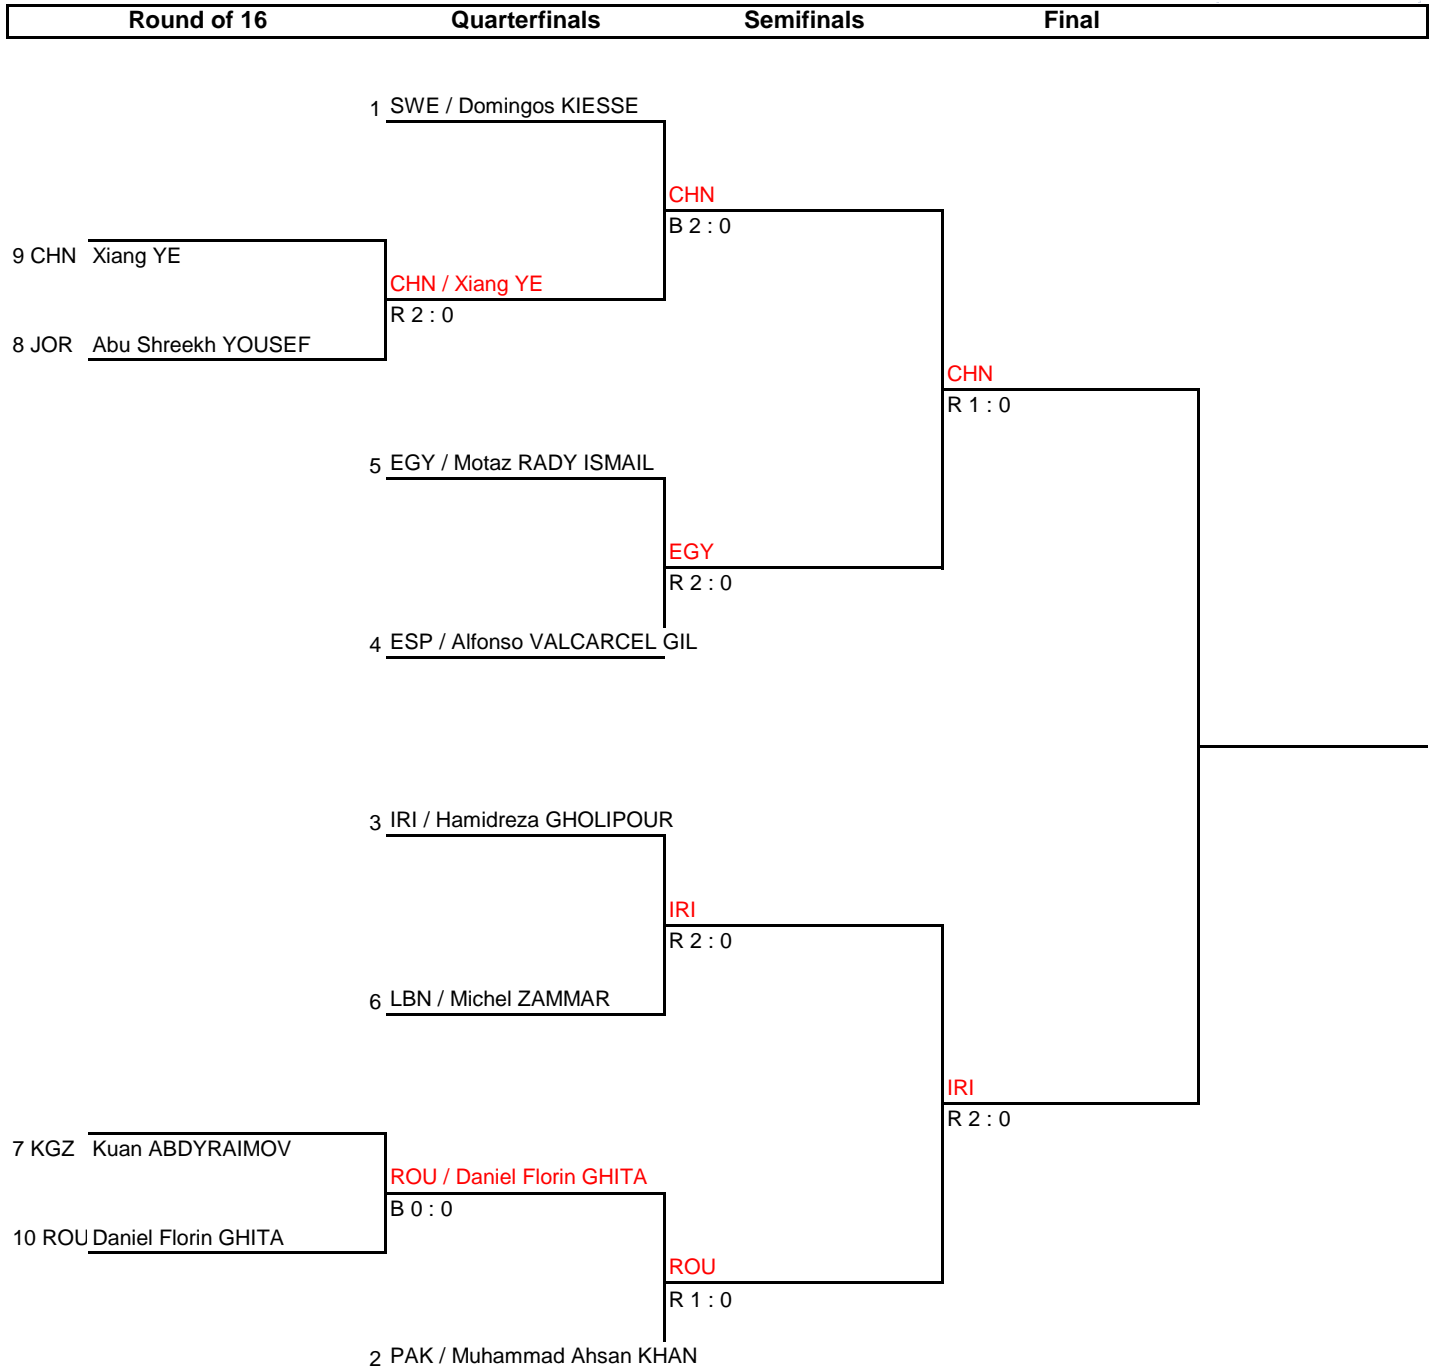 Round of 16 Quarterfinals Semifinals Final
1 SWE / Domingos KIESSE
CHN
B 2 : 0
9 CHN Xiang YE
CHN / Xiang YE
R 2 : 0
8 JOR Abu Shreekh YOUSEF
CHN
R 1 : 0
5 EGY / Motaz RADY ISMAIL
EGY
R 2 : 0
4 ESP / Alfonso VALCARCEL GIL
3 IRI / Hamidreza GHOLIPOUR
IRI
R 2 : 0
6 LBN / Michel ZAMMAR
IRI
R 2 : 0
7 KGZ Kuan ABDYRAIMOV
ROU / Daniel Florin GHITA
B 0 : 0
10 ROU Daniel Florin GHITA
ROU
R 1 : 0
2 PAK / Muhammad Ahsan KHAN